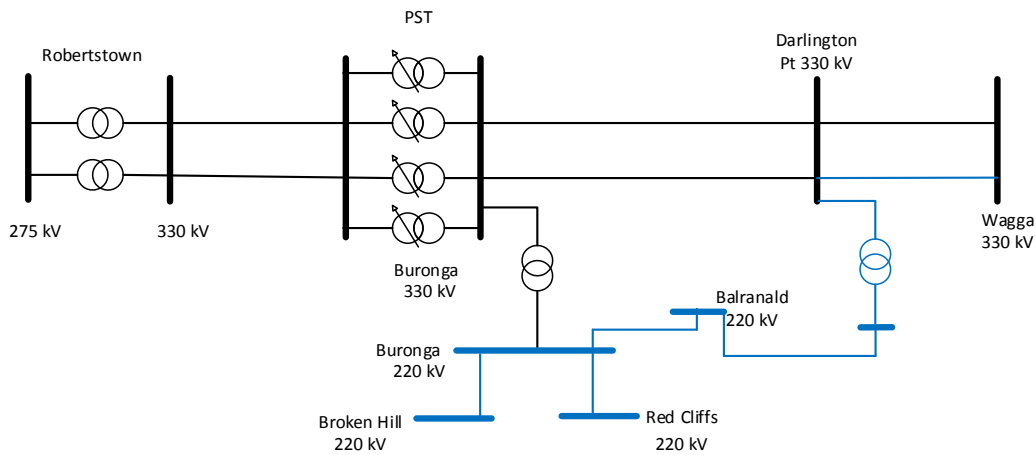 PST
Robertstown
Darlington
Pt 330 kV
275 kV
330 kV
Buronga
330 kV
Wagga
330 kV
Balranald
220 kV
Buronga
220 kV
Broken Hill
220 kV
Red Cliffs
220 kV